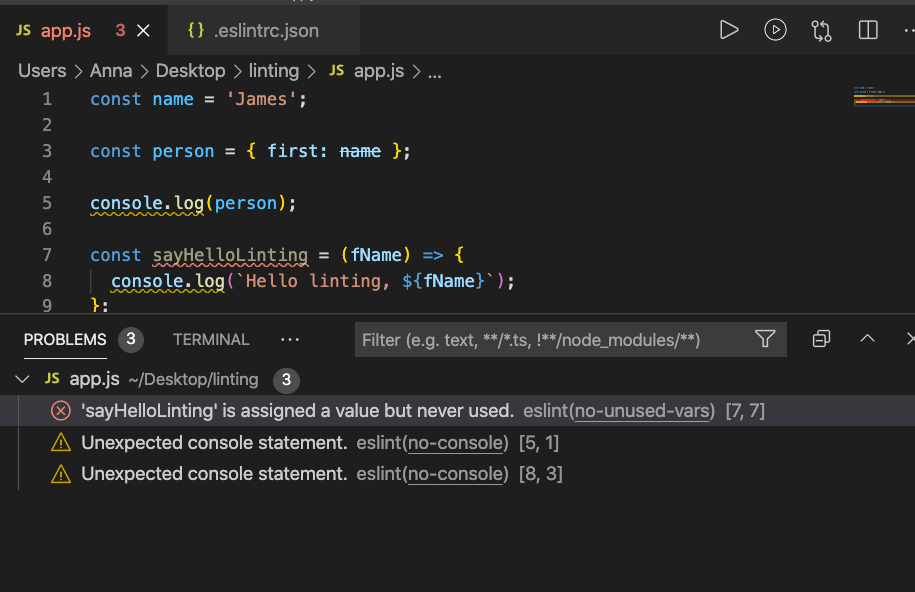 JS app.js 3 {} .eslintrc.json
Users > Anna > Desktop > linting > JS app.js > ...
1 const name = 'James';
2
3 const person = { first: name };
4
5 console.log(person);
6
7 const sayHelloLinting = (fName) => {
8 console.log(`Hello linting, ${fName}`);
9 };
PROBLEMS 3 TERMINAL ... Filter (e.g. text, **/*.ts, !**/node_modules/**)
JS app.js ~/Desktop/linting 3
'sayHelloLinting' is assigned a value but never used. eslint(no-unused-vars) [7, 7]
Unexpected console statement. eslint(no-console) [5, 1]
Unexpected console statement. eslint(no-console) [8, 3]